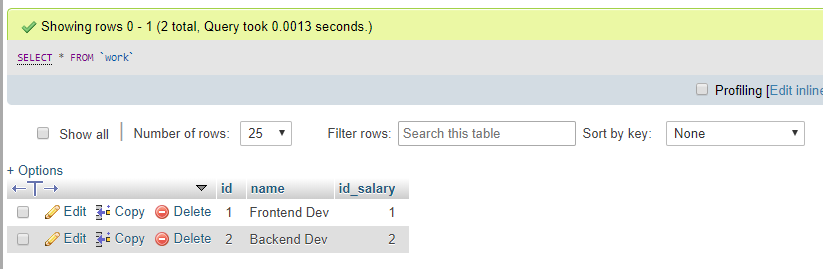 Showing rows 0 - 1 (2 total, Query took 0.0013 seconds.)
SELECT * FROM `work`
Profiling [Edit inline
Show all | Number of rows: 25 Filter rows: Search this table Sort by key: None
+ Options
id name id_salary
Edit Copy Delete 1 Frontend Dev 1
Edit Copy Delete 2 Backend Dev 2